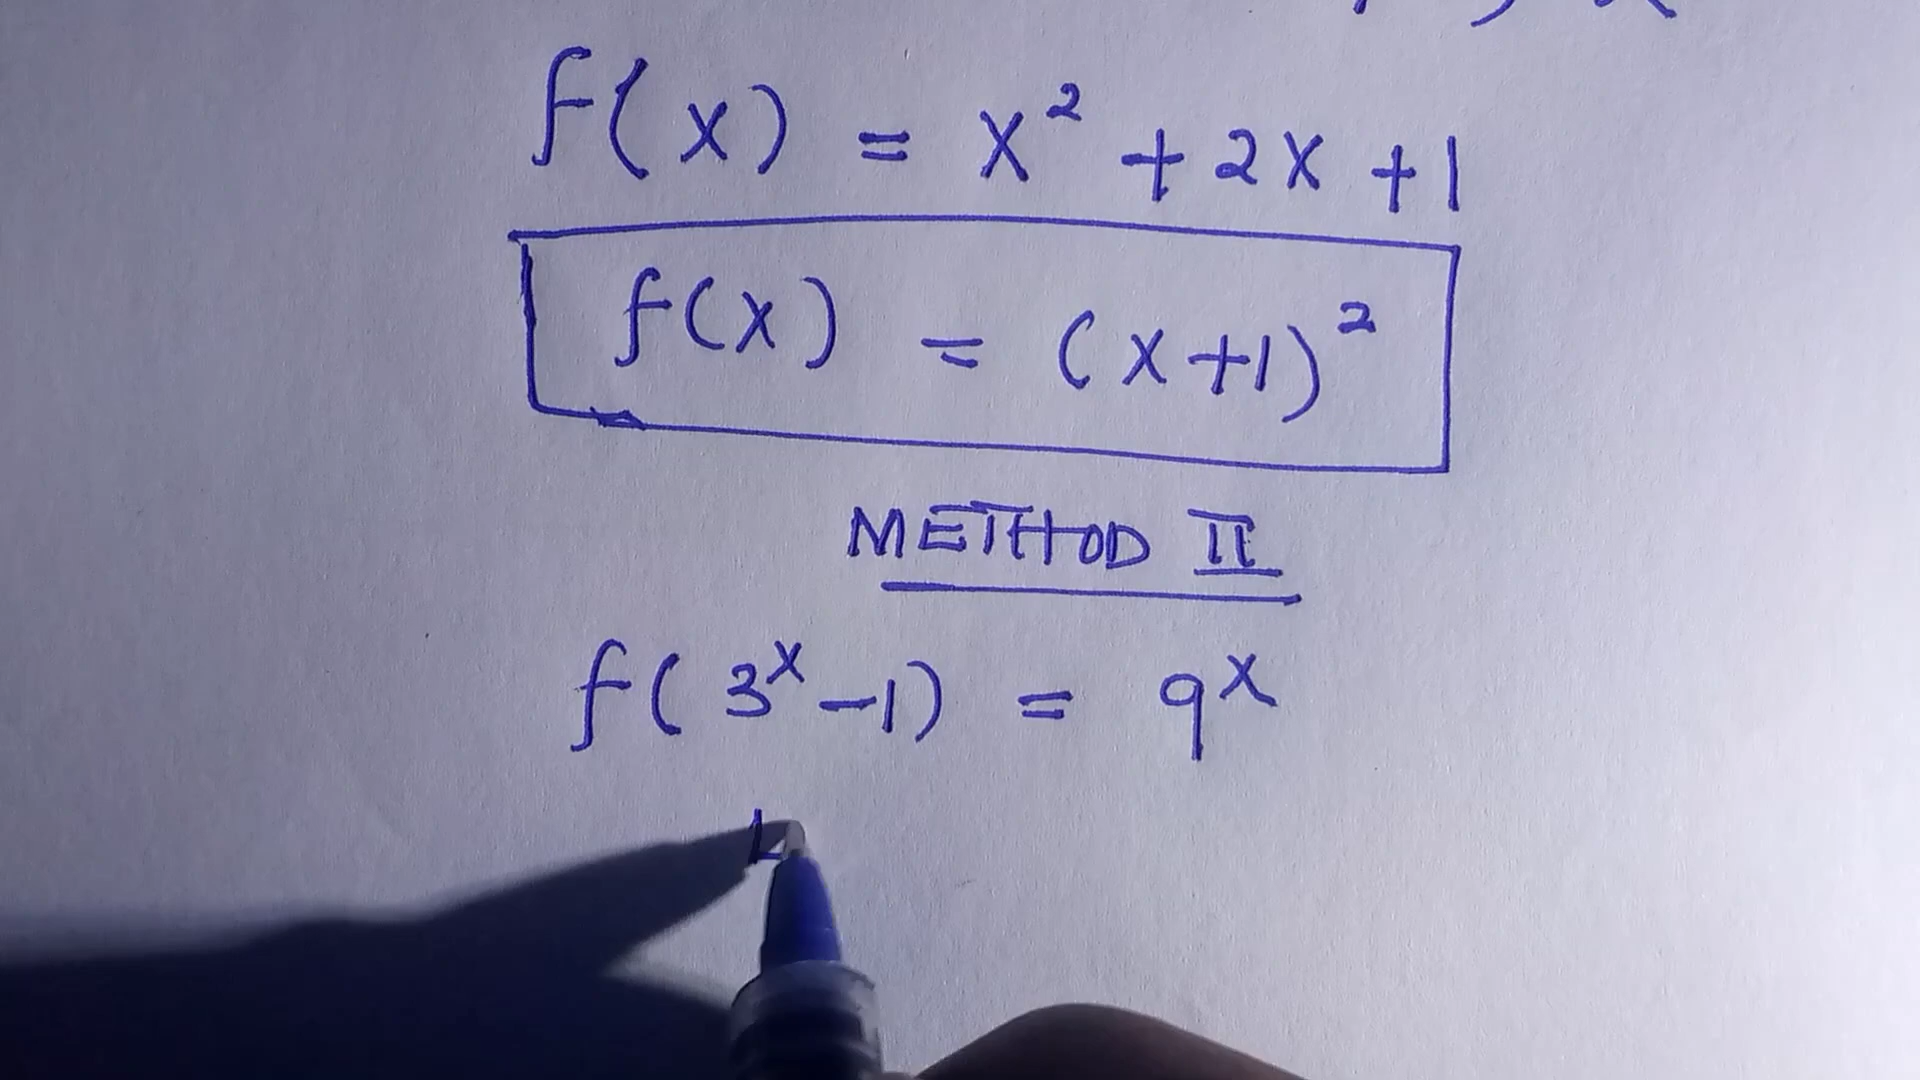 f(x) = x² + 2x + 1
f(x) = (x+1)²
METHOD II
f(3ˣ-1) = 9ˣ
L